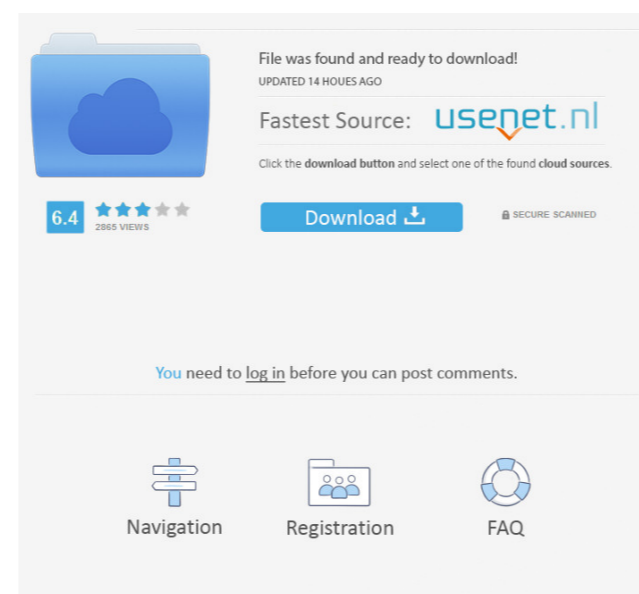 File was found and ready to download!
UPDATED 14 HOUES AGO
Fastest Source: usenet.nl
Click the download button and select one of the found cloud sources.
6.4
2865 VIEWS
Download
SECURE SCANNED
You need to log in before you can post comments.
Navigation
Registration
FAQ